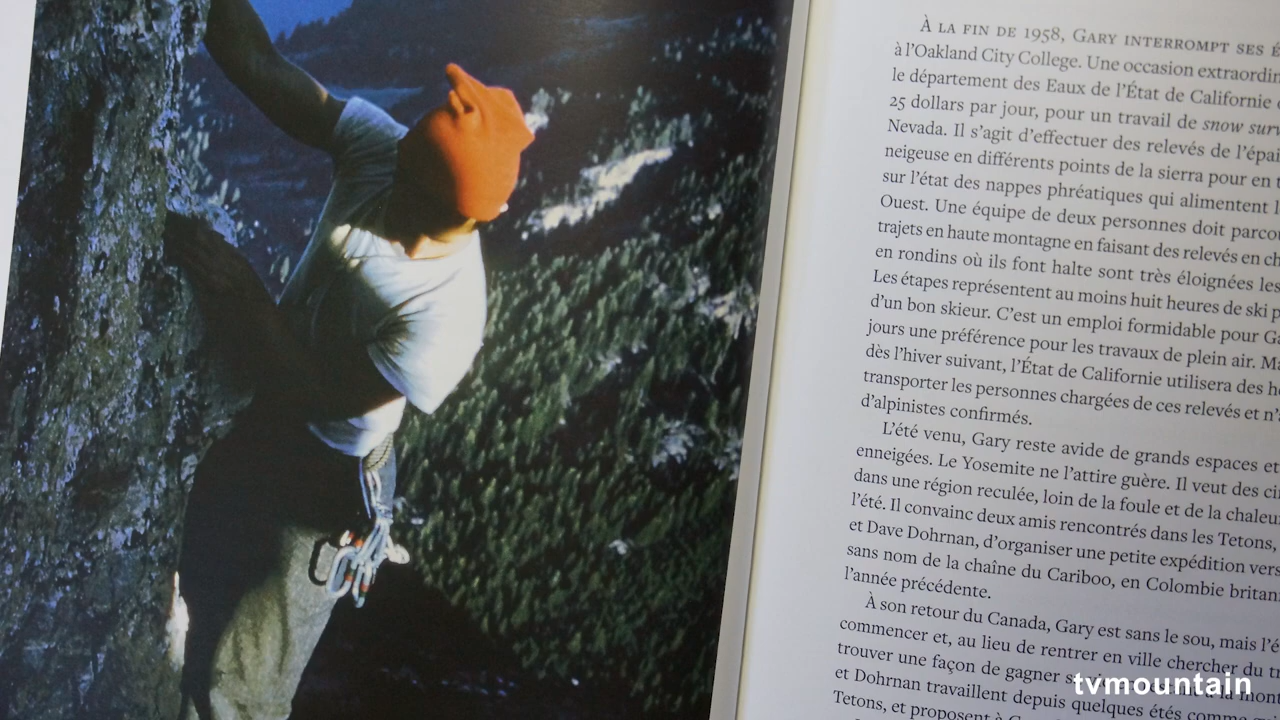 À LA FIN DE 1958, GARY INTERROMPT SES É
à l'Oakland City College. Une occasion extraordin
le département des Eaux de l'État de Californie
25 dollars par jour, pour un travail de snow sur
Nevada. Il s'agit d'effectuer des relevés de l'épai
neigeuse en différents points de la sierra pour en t
sur l'état des nappes phréatiques qui alimentent l
Ouest. Une équipe de deux personnes doit parco
trajets en haute montagne en faisant des relevés en ch
en rondins où ils font halte sont très éloignées les
Les étapes représentent au moins huit heures de ski p
d'un bon skieur. C'est un emploi formidable pour Ga
jours une préférence pour les travaux de plein air. Ma
dès l'hiver suivant, l'État de Californie utilisera des h
transporter les personnes chargées de ces relevés et n'
d'alpinistes confirmés.
L'été venu, Gary reste avide de grands espaces et
enneigées. Le Yosemite ne l'attire guère. Il veut des ci
dans une région reculée, loin de la foule et de la chaleu
l'été. Il convainc deux amis rencontrés dans les Tetons,
et Dave Dohrnan, d'organiser une petite expédition vers
sans nom de la chaîne du Cariboo, en Colombie britan
l'année précédente.
À son retour du Canada, Gary est sans le sou, mais l'é
commencer et, au lieu de rentrer en ville chercher du t
trouver une façon de gagner
et Dohrnan travaillent depuis quelques étés comme
Tetons, et proposent à
tvmountain